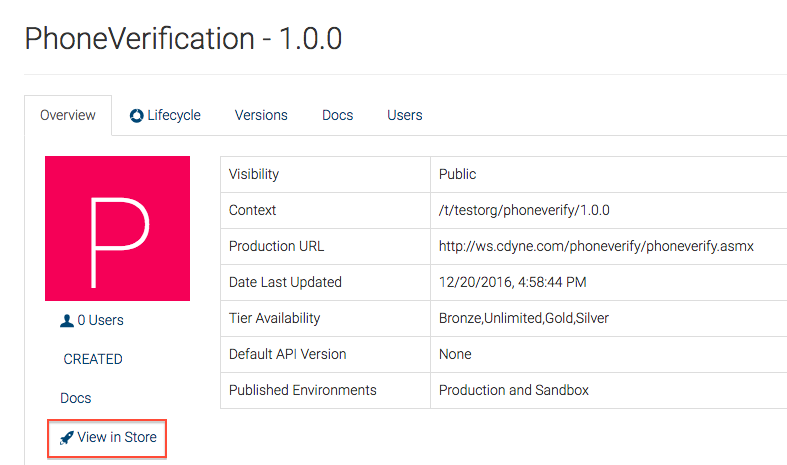 PhoneVerification - 1.0.0
Overview Lifecycle Versions Docs Users
P
0 Users
CREATED
Docs
View in Store
Visibility Public
Context /t/testorg/phoneverify/1.0.0
Production URL http://ws.cdyne.com/phoneverify/phoneverify.asmx
Date Last Updated 12/20/2016, 4:58:44 PM
Tier Availability Bronze,Unlimited,Gold,Silver
Default API Version None
Published Environments Production and Sandbox